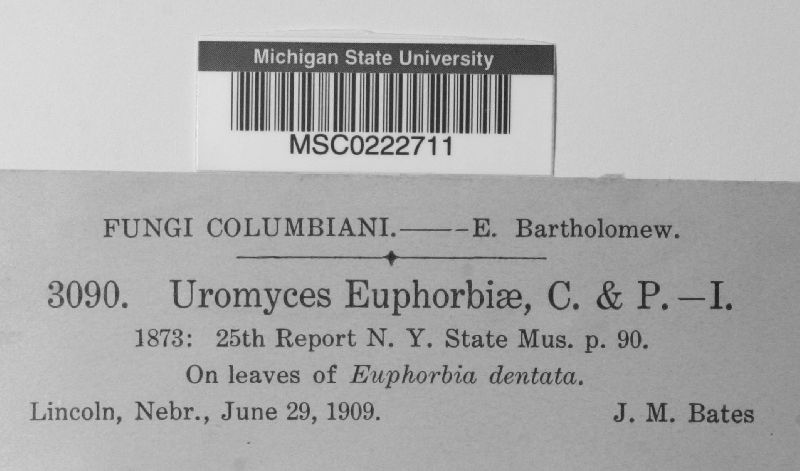 Michigan State University
MSC0222711
FUNGI COLUMBIANI.——-E. Bartholomew.
3090. Uromyces Euphorbiæ, C. & P.—I.
1873: 25th Report N. Y. State Mus. p. 90.
On leaves of Euphorbia dentata.
Lincoln, Nebr., June 29, 1909. J. M. Bates